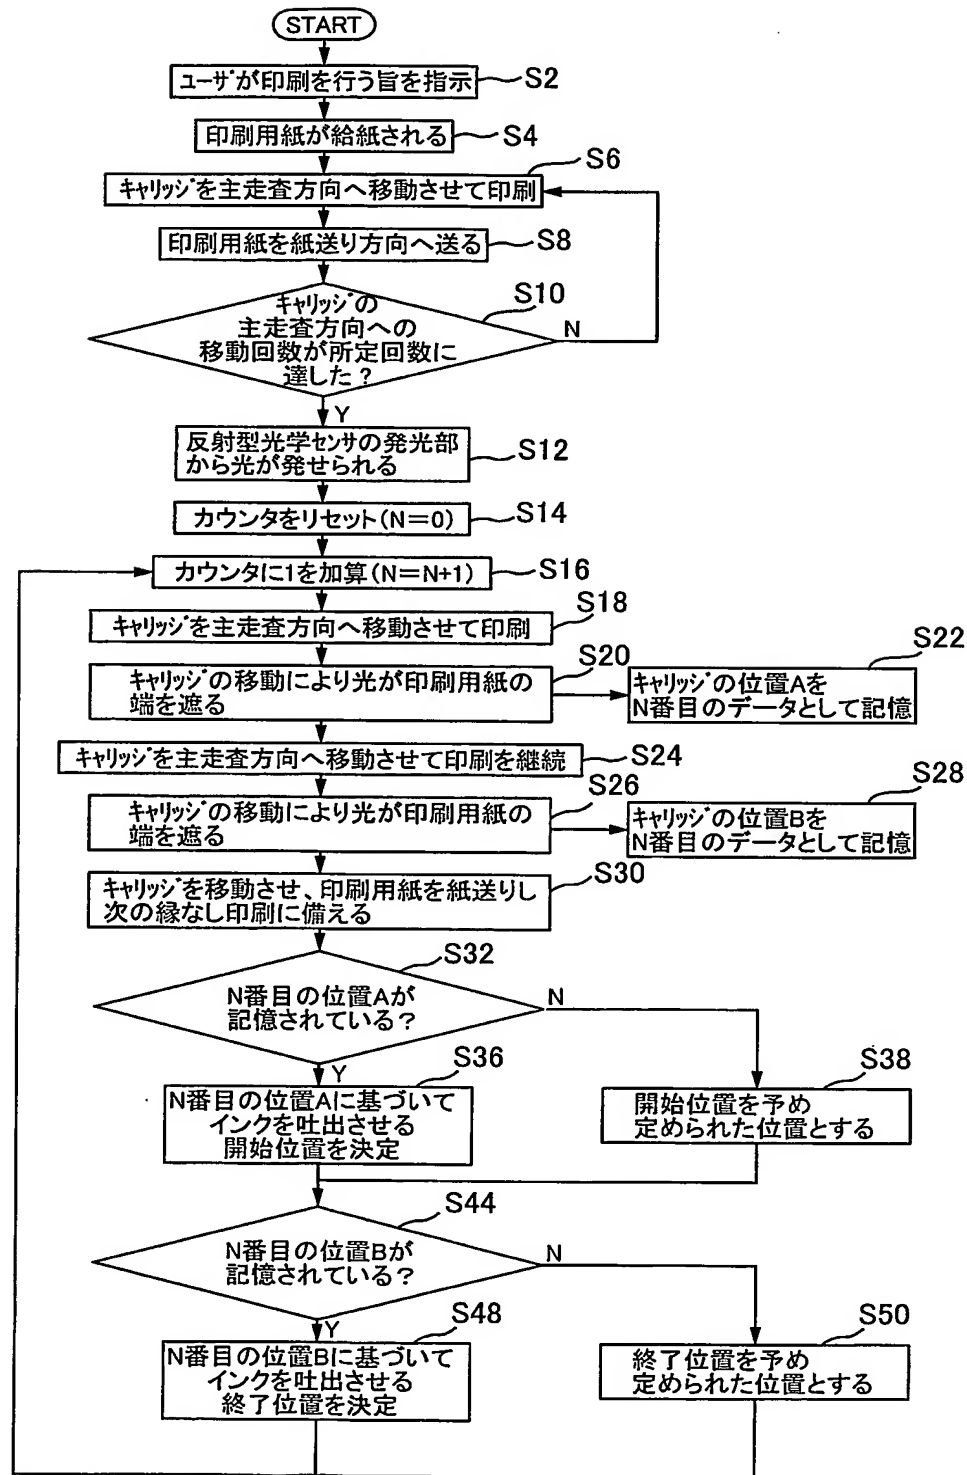 START
ユーザが印刷を行う旨を指示
S2
印刷用紙が給紙される
S4
S6
キャリッジを主走査方向へ移動させて印刷
印刷用紙を紙送り方向へ送る
S8
S10
キャリッジの
主走査方向への
移動回数が所定回数に
達した?
N
Y
反射型光学センサの発光部
から光が発せられる
S12
カウンタをリセット(N=0)
S14
カウンタに1を加算(N=N+1)
S16
S18
キャリッジを主走査方向へ移動させて印刷
S20
キャリッジの移動により光が印刷用紙の
端を遮る
S22
キャリッジの位置Aを
N番目のデータとして記憶
キャリッジを主走査方向へ移動させて印刷を継続
S24
S26
キャリッジの移動により光が印刷用紙の
端を遮る
S28
キャリッジの位置Bを
N番目のデータとして記憶
S30
キャリッジを移動させ、印刷用紙を紙送りし
次の縁なし印刷に備える
S32
N番目の位置Aが
記憶されている?
N
Y
S36
N番目の位置Aに基づいて
インクを吐出させる
開始位置を決定
S38
開始位置を予め
定められた位置とする
S44
N番目の位置Bが
記憶されている?
N
Y
S48
N番目の位置Bに基づいて
インクを吐出させる
終了位置を決定
S50
終了位置を予め
定められた位置とする